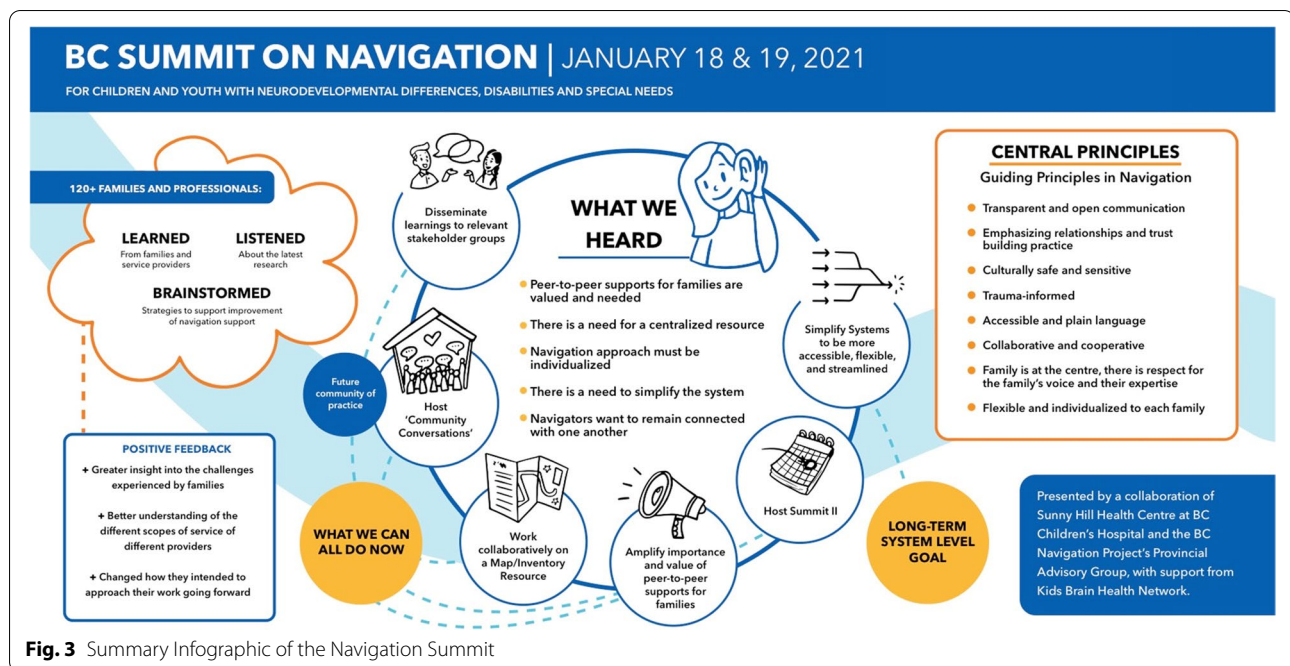 BC SUMMIT ON NAVIGATION | JANUARY 18 & 19, 2021
FOR CHILDREN AND YOUTH WITH NEURODEVELOPMENTAL DIFFERENCES, DISABILITIES AND SPECIAL NEEDS
120+ FAMILIES AND PROFESSIONALS:
LEARNED
From families and
service providers
LISTENED
About the latest
research
BRAINSTORMED
Strategies to support improvement
of navigation support
POSITIVE FEEDBACK
+ Greater insight into the challenges
experienced by families
+ Better understanding of the
different scopes of service of
different providers
+ Changed how they intended to
approach their work going forward
Disseminate
learnings to relevant
stakeholder groups
Future
community of
practice
Host
'Community
Conversations'
WHAT WE CAN
ALL DO NOW
Work
collaboratively on
a Map/Inventory
Resource
Amplify importance
and value of
peer-to-peer
supports for
families
Host Summit II
Simplify Systems
to be more
accessible, flexible,
and streamlined
LONG-TERM
SYSTEM LEVEL
GOAL
WHAT WE
HEARD
Peer-to-peer supports for families are
valued and needed
There is a need for a centralized resource
Navigation approach must be
individualized
There is a need to simplify the system
Navigators want to remain connected
with one another
CENTRAL PRINCIPLES
Guiding Principles in Navigation
Transparent and open communication
Emphasizing relationships and trust
building practice
Culturally safe and sensitive
Trauma-informed
Accessible and plain language
Collaborative and cooperative
Family is at the centre, there is respect for
the family's voice and their expertise
Flexible and individualized to each family
Presented by a collaboration of
Sunny Hill Health Centre at BC
Children's Hospital and the BC
Navigation Project's Provincial
Advisory Group, with support from
Kids Brain Health Network.
Fig. 3 Summary Infographic of the Navigation Summit